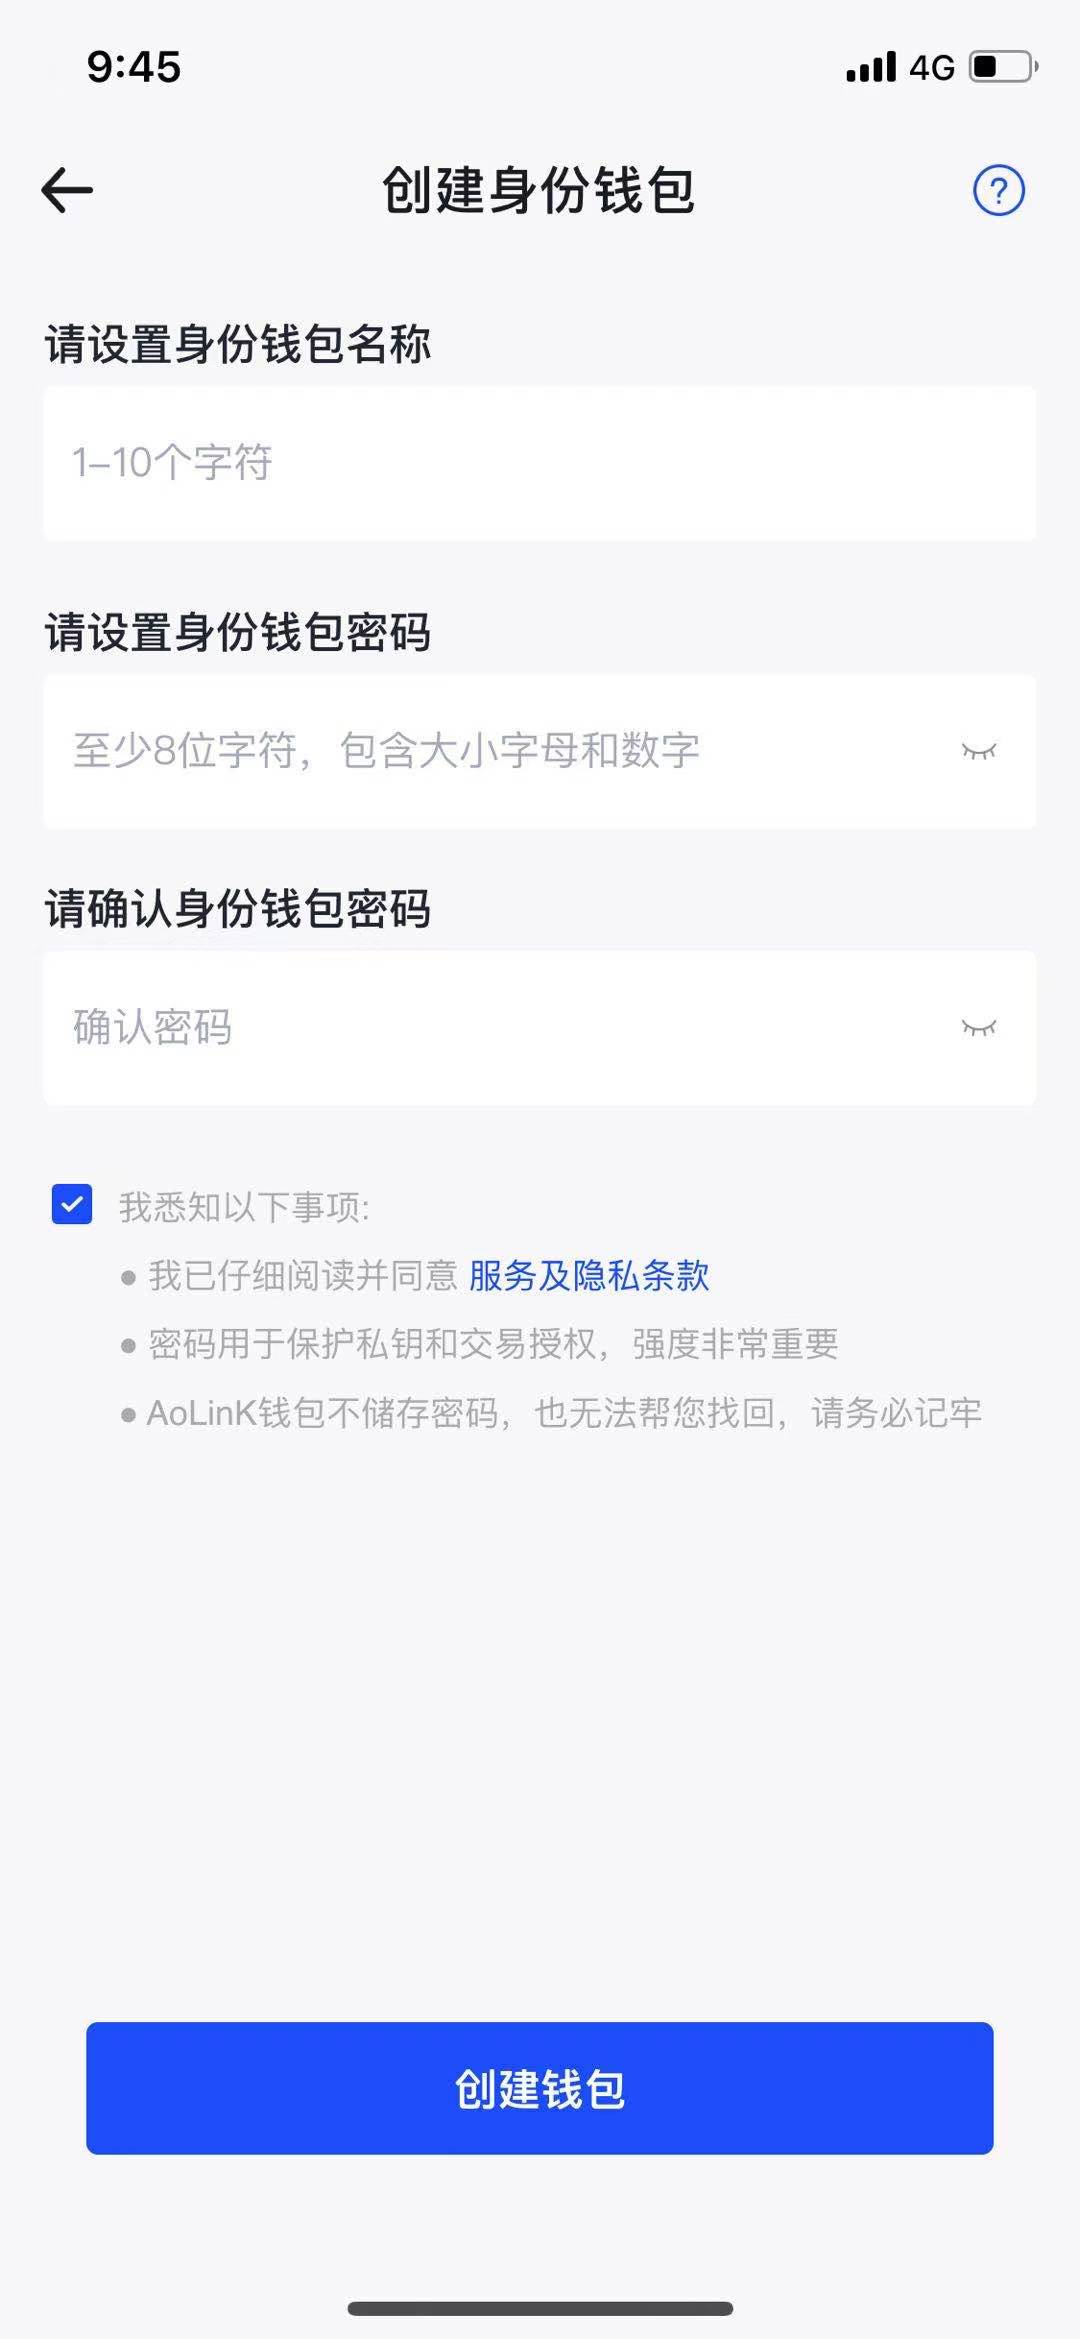 9:45
4G
创建身份钱包
?
请设置身份钱包名称
1–10个字符
请设置身份钱包密码
至少8位字符，包含大小字母和数字
请确认身份钱包密码
确认密码
我悉知以下事项:
● 我已仔细阅读并同意 服务及隐私条款
● 密码用于保护私钥和交易授权，强度非常重要
● AoLinK钱包不储存密码，也无法帮您找回，请务必记牢
创建钱包